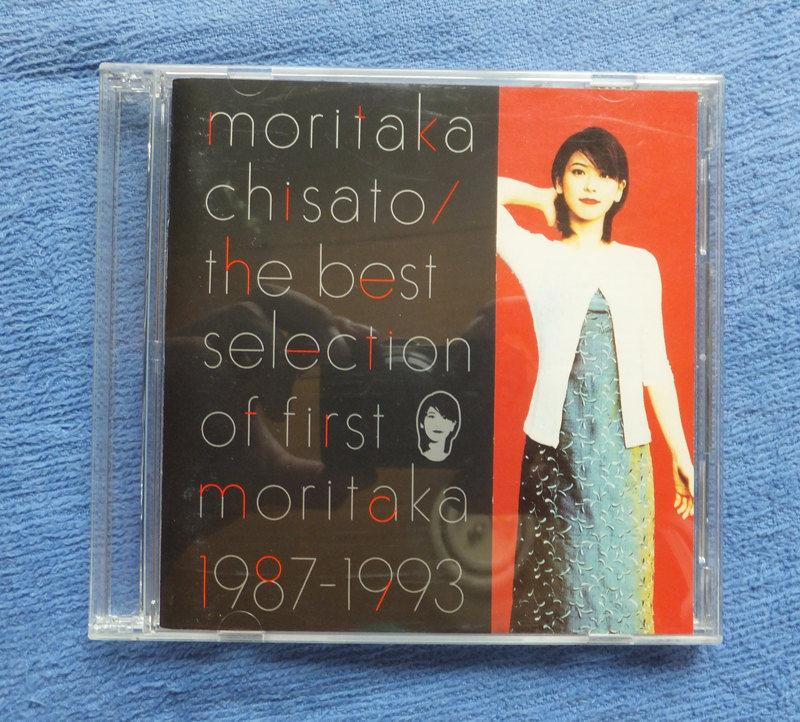 moritaka
chisato/
the best
selection
of first
moritaka
1987-1993